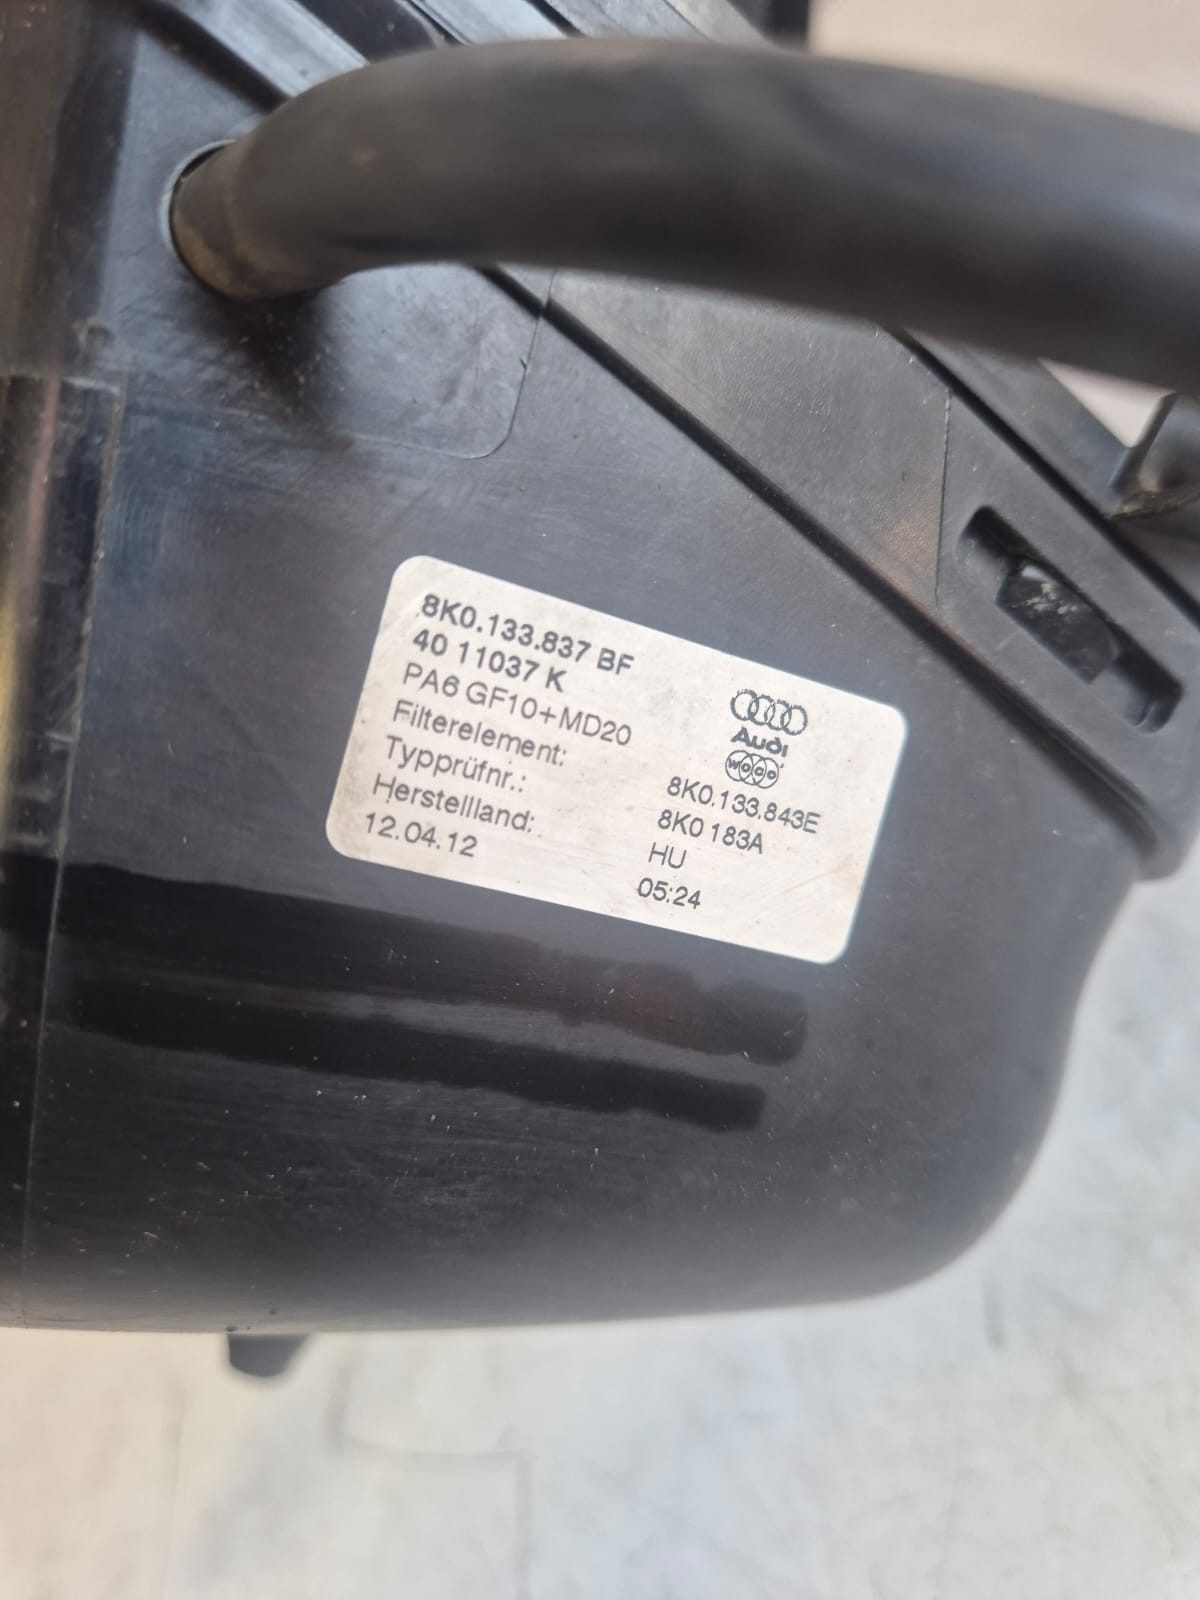 8K0.133.837 BF
40 11037 K
PA6 GF10+MD20
Audi
woco
Filterelement: 8K0.133.843E
Typprüfnr.: 8K0 183A
Herstellland: HU
12.04.12 05:24